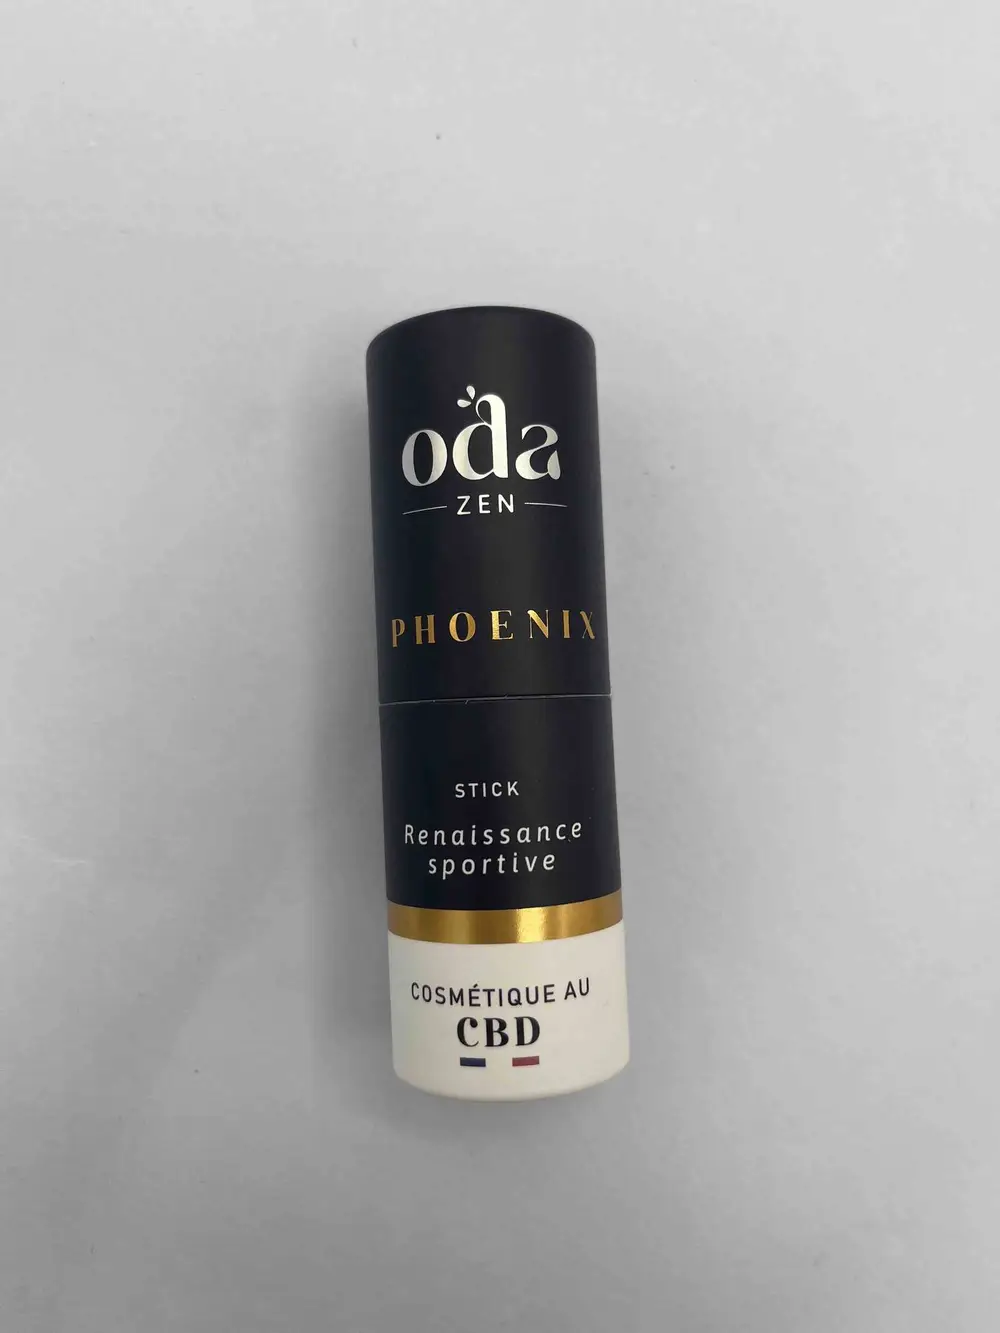 oda
ZEN
PHOENIX
STICK
Renaissance
sportive
COSMÉTIQUE AU
CBD